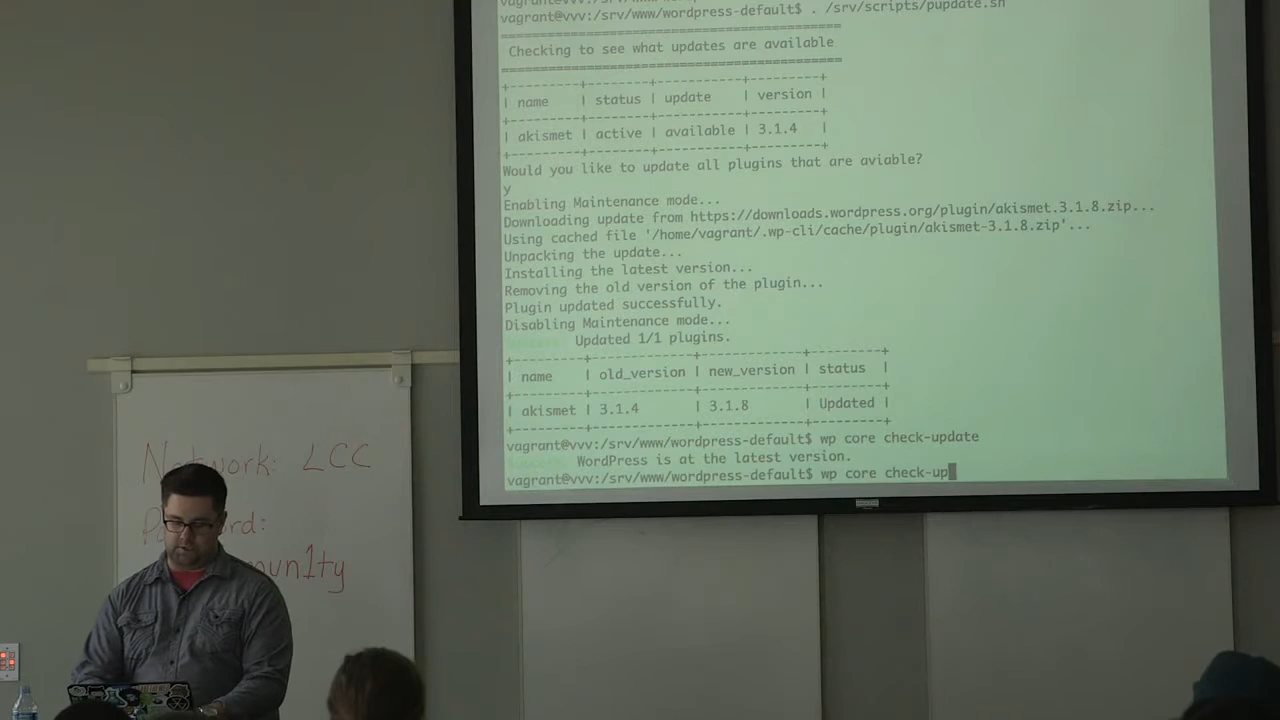 vagrant@vvv:/srv/www/wordpress-default$ . /srv/scripts/pupdate.sh
=========================================
Checking to see what updates are available
=========================================
+---------+--------+-----------+---------+
| name | status | update | version |
+---------+--------+-----------+---------+
| akismet | active | available | 3.1.4 |
+---------+--------+-----------+---------+
Would you like to update all plugins that are aviable?
y
Enabling Maintenance mode...
Downloading update from https://downloads.wordpress.org/plugin/akismet.3.1.8.zip...
Using cached file '/home/vagrant/.wp-cli/cache/plugin/akismet-3.1.8.zip'...
Unpacking the update...
Installing the latest version...
Removing the old version of the plugin...
Plugin updated successfully.
Disabling Maintenance mode...
Updated 1/1 plugins.
+---------+-------------+-------------+---------+
| name | old_version | new_version | status |
+---------+-------------+-------------+---------+
| akismet | 3.1.4 | 3.1.8 | Updated |
+---------+-------------+-------------+---------+
vagrant@vvv:/srv/www/wordpress-default$ wp core check-update
WordPress is at the latest version.
vagrant@vvv:/srv/www/wordpress-default$ wp core check-up
Network: LCC